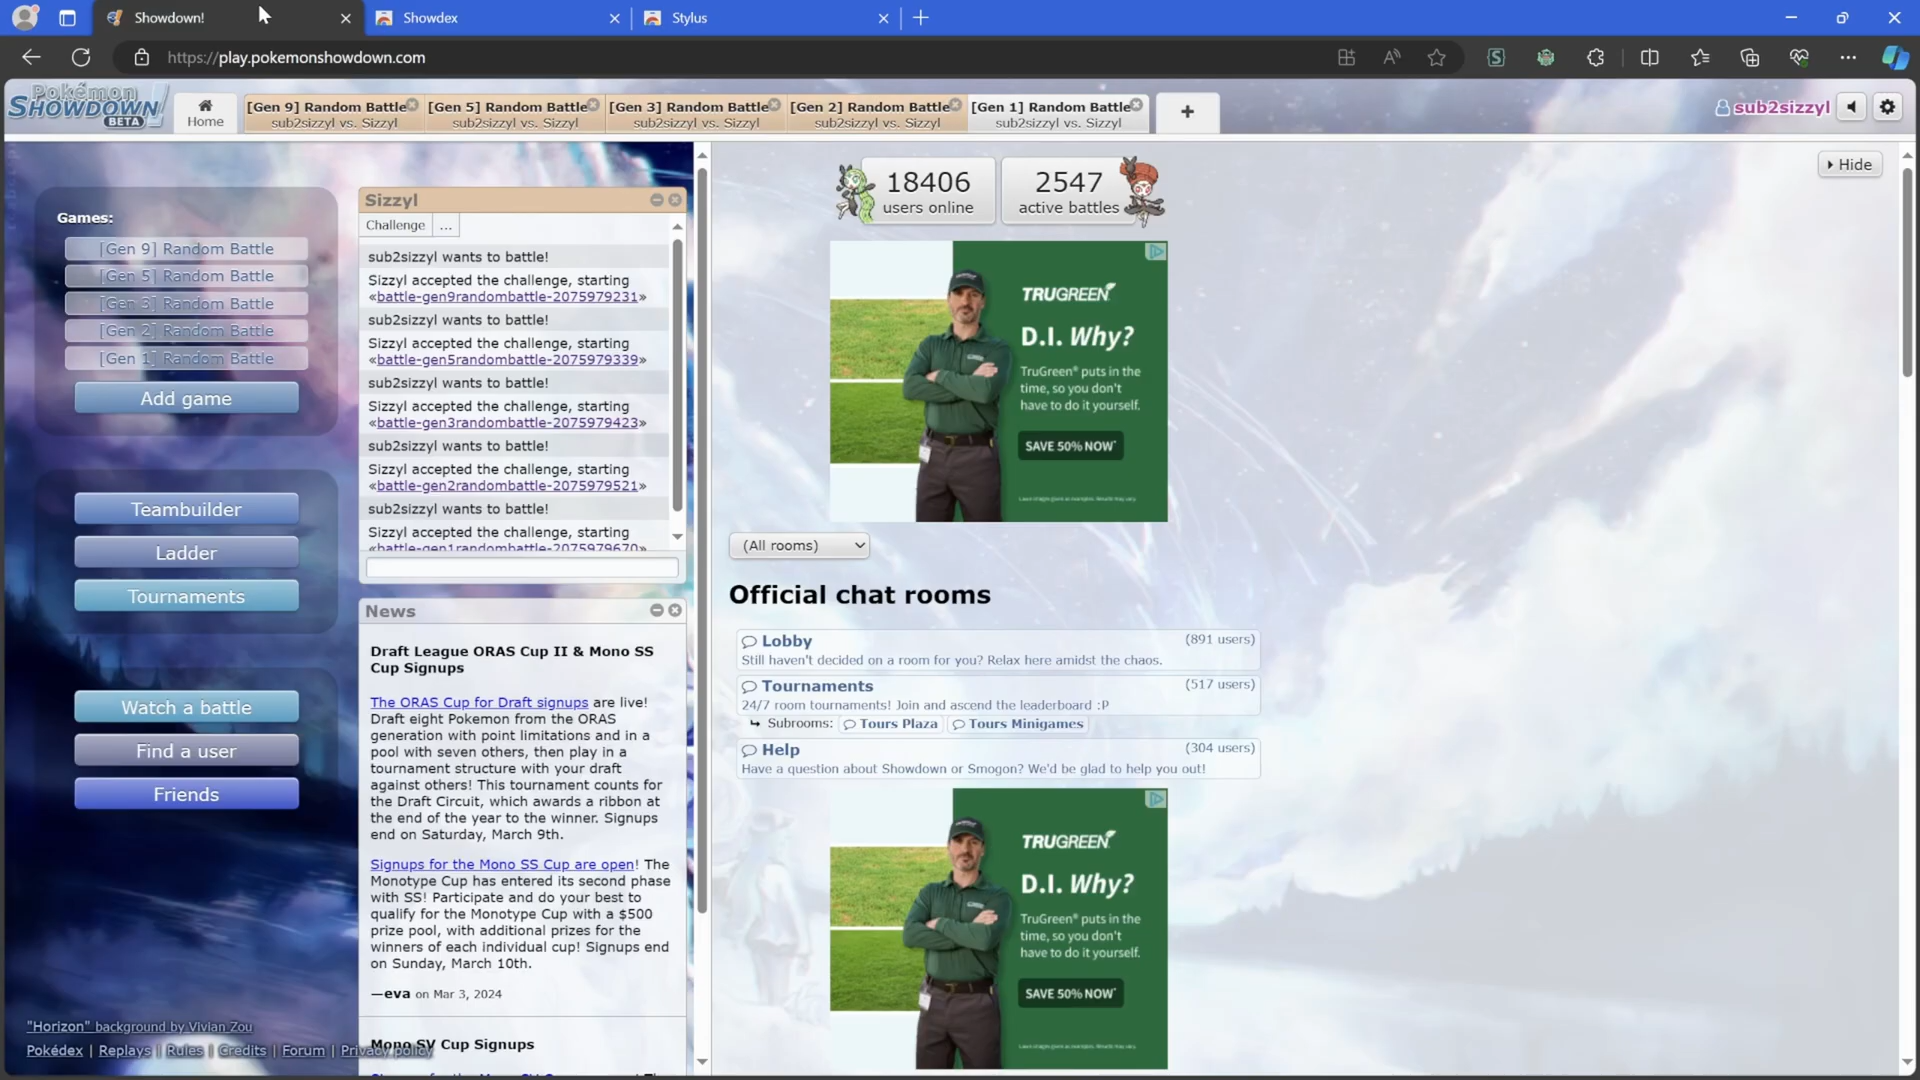 Showdown!
Showdex
Stylus
https://play.pokemonshowdown.com
Pokémon
SHOWDOWN
BETA
Home
[Gen 9] Random Battle
sub2sizzyl vs. Sizzyl
[Gen 5] Random Battle
sub2sizzyl vs. Sizzyl
[Gen 3] Random Battle
sub2sizzyl vs. Sizzyl
[Gen 2] Random Battle
sub2sizzyl vs. Sizzyl
[Gen 1] Random Battle
sub2sizzyl vs. Sizzyl
sub2sizzyl
Games:
[Gen 9] Random Battle
[Gen 5] Random Battle
[Gen 3] Random Battle
[Gen 2] Random Battle
[Gen 1] Random Battle
Add game
Teambuilder
Ladder
Tournaments
Watch a battle
Find a user
Friends
"Horizon" background by Vivian Zou
Pokédex | Replays | Rules | Credits | Forum | Privacy policy
Sizzyl
Challenge ...
sub2sizzyl wants to battle!
Sizzyl accepted the challenge, starting
«battle-gen9randombattle-2075979231»
sub2sizzyl wants to battle!
Sizzyl accepted the challenge, starting
«battle-gen5randombattle-2075979339»
sub2sizzyl wants to battle!
Sizzyl accepted the challenge, starting
«battle-gen3randombattle-2075979423»
sub2sizzyl wants to battle!
Sizzyl accepted the challenge, starting
«battle-gen2randombattle-2075979521»
sub2sizzyl wants to battle!
Sizzyl accepted the challenge, starting
«battle-gen1randombattle-2075979670»
News
Draft League ORAS Cup II & Mono SS
Cup Signups
The ORAS Cup for Draft signups are live!
Draft eight Pokemon from the ORAS
generation with point limitations and in a
pool with seven others, then play in a
tournament structure with your draft
against others! This tournament counts for
the Draft Circuit, which awards a ribbon at
the end of the year to the winner. Signups
end on Saturday, March 9th.
Signups for the Mono SS Cup are open! The
Monotype Cup has entered its second phase
with SS! Participate and do your best to
qualify for the Monotype Cup with a $500
prize pool, with additional prizes for the
winners of each individual cup! Signups end
on Sunday, March 10th.
—eva on Mar 3, 2024
Mono SV Cup Signups
18406
users online
2547
active battles
Hide
TRUGREEN
D.I. Why?
TruGreen® puts in the
time, so you don't
have to do it yourself.
SAVE 50% NOW*
(All rooms)
Official chat rooms
Lobby
(891 users)
Still haven't decided on a room for you? Relax here amidst the chaos.
Tournaments
(517 users)
24/7 room tournaments! Join and ascend the leaderboard :P
Subrooms: Tours Plaza Tours Minigames
Help
(304 users)
Have a question about Showdown or Smogon? We'd be glad to help you out!
TRUGREEN
D.I. Why?
TruGreen® puts in the
time, so you don't
have to do it yourself.
SAVE 50% NOW*